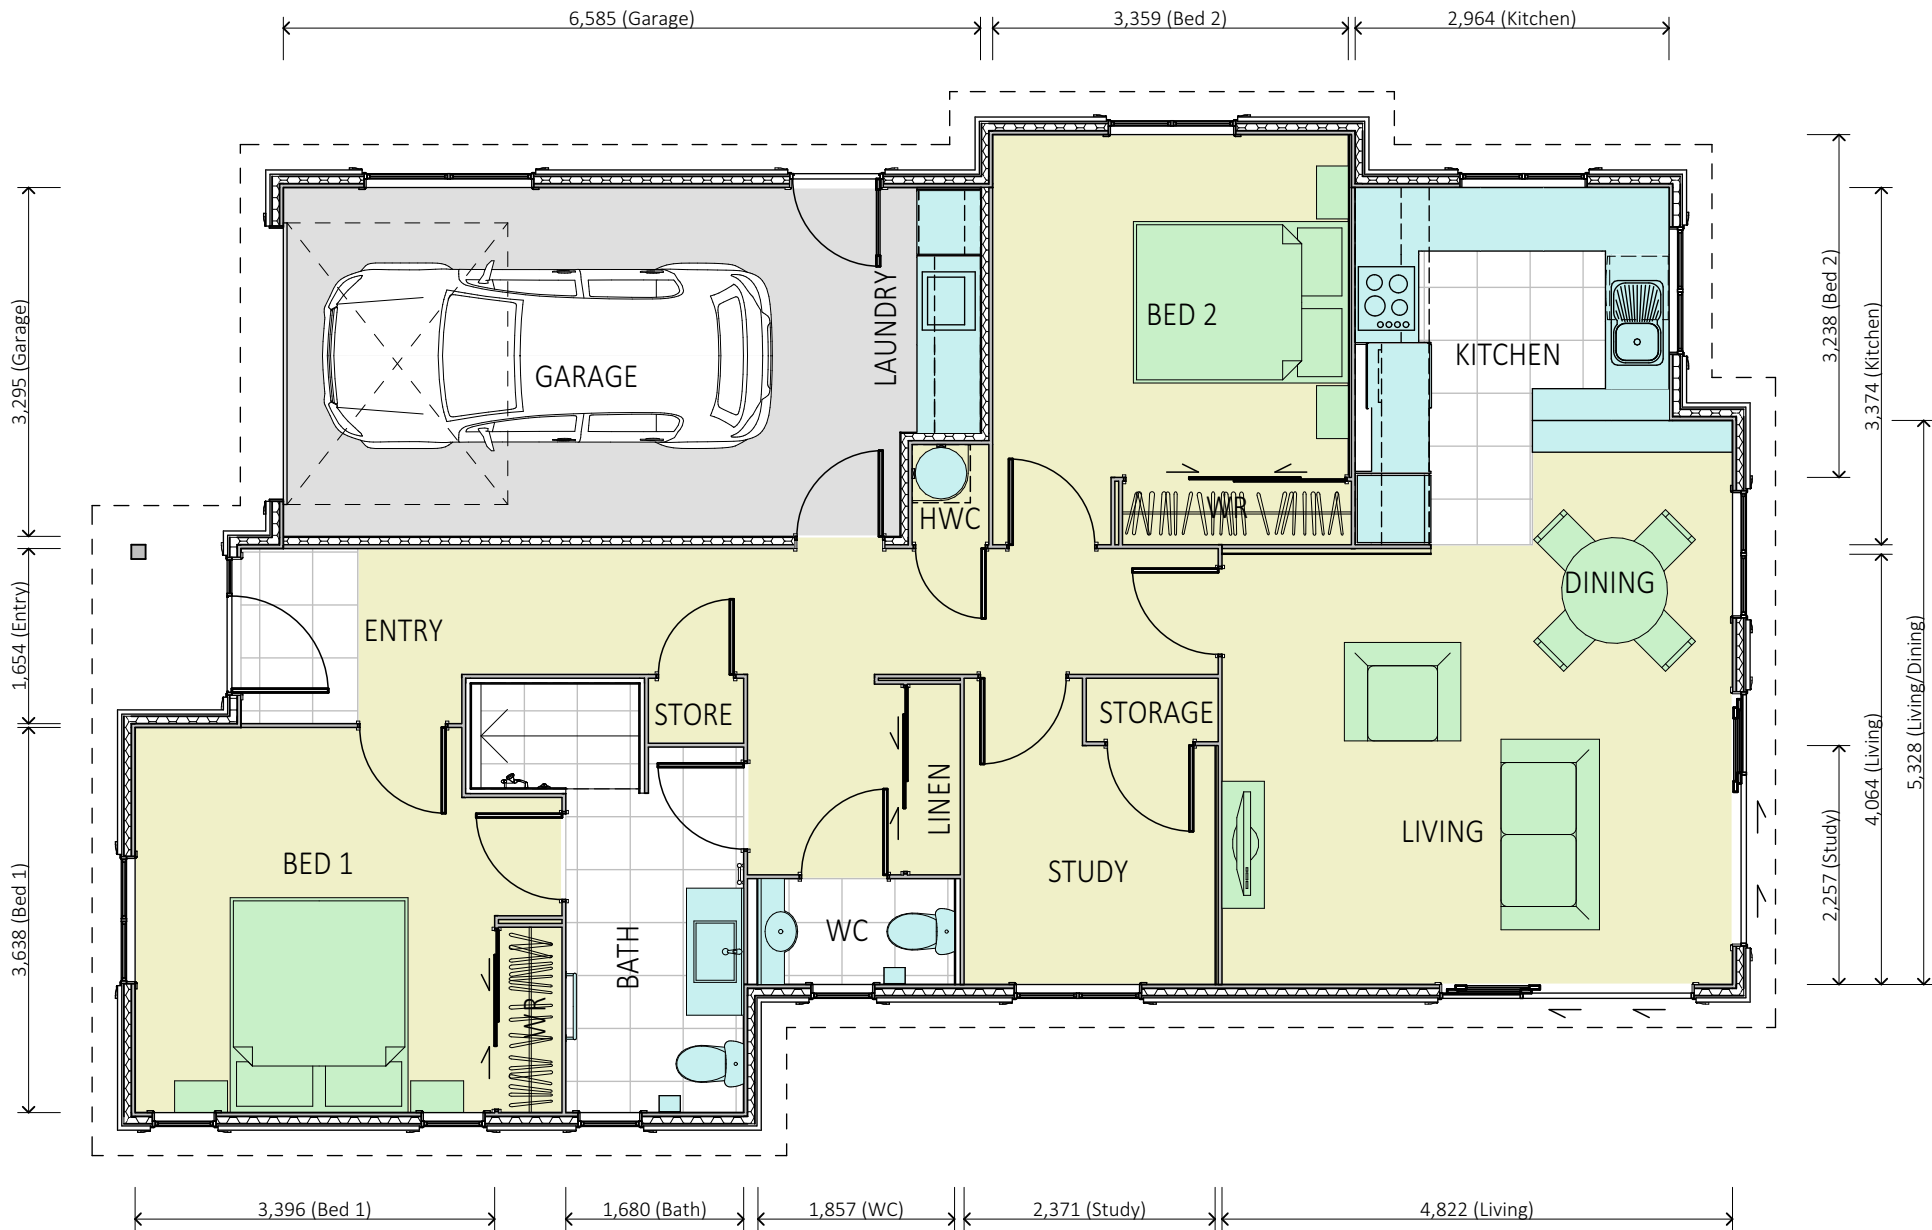 6,585 (Garage)
3,359 (Bed 2)
2,964 (Kitchen)
3,295 (Garage)
1,654 (Entry)
3,638 (Bed 1)
GARAGE
LAUNDRY
BED 2
KITCHEN
HWC
WR
DINING
ENTRY
STORE
STORAGE
LINEN
BED 1
STUDY
LIVING
WC
BATH
WR
3,238 (Bed 2)
3,374 (Kitchen)
2,257 (Study)
4,064 (Living)
5,328 (Living/Dining)
3,396 (Bed 1)
1,680 (Bath)
1,857 (WC)
2,371 (Study)
4,822 (Living)